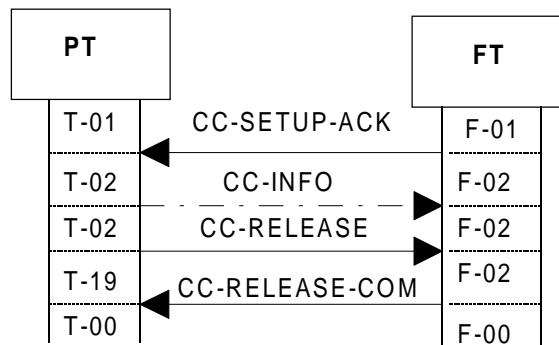 PT FT
T-01 CC-SETUP-ACK F-01
T-02 CC-INFO F-02
T-02 CC-RELEASE F-02
T-19 CC-RELEASE-COM F-02
T-00 F-00